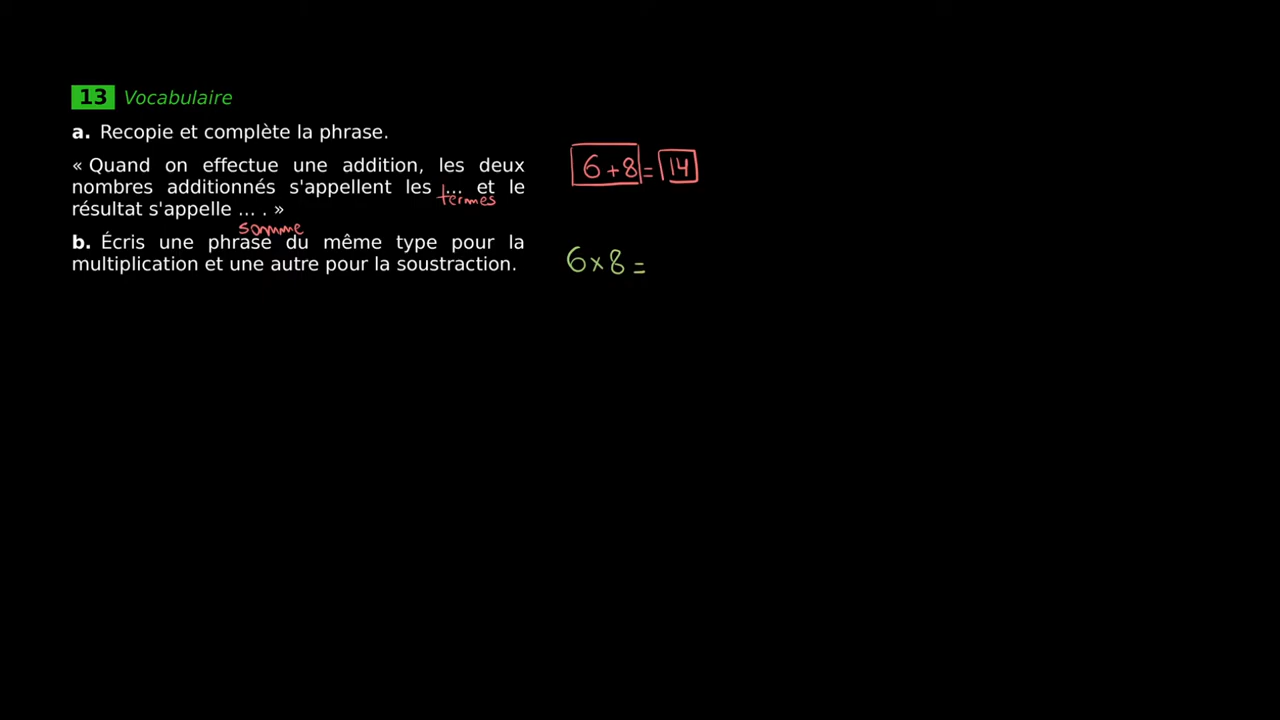 13 Vocabulaire
a. Recopie et complète la phrase.
« Quand on effectue une addition, les deux
nombres additionnés s'appellent les ... et le
termes
résultat s'appelle ... . »
somme
b. Écris une phrase du même type pour la
multiplication et une autre pour la soustraction.
6+8=14
6×8=